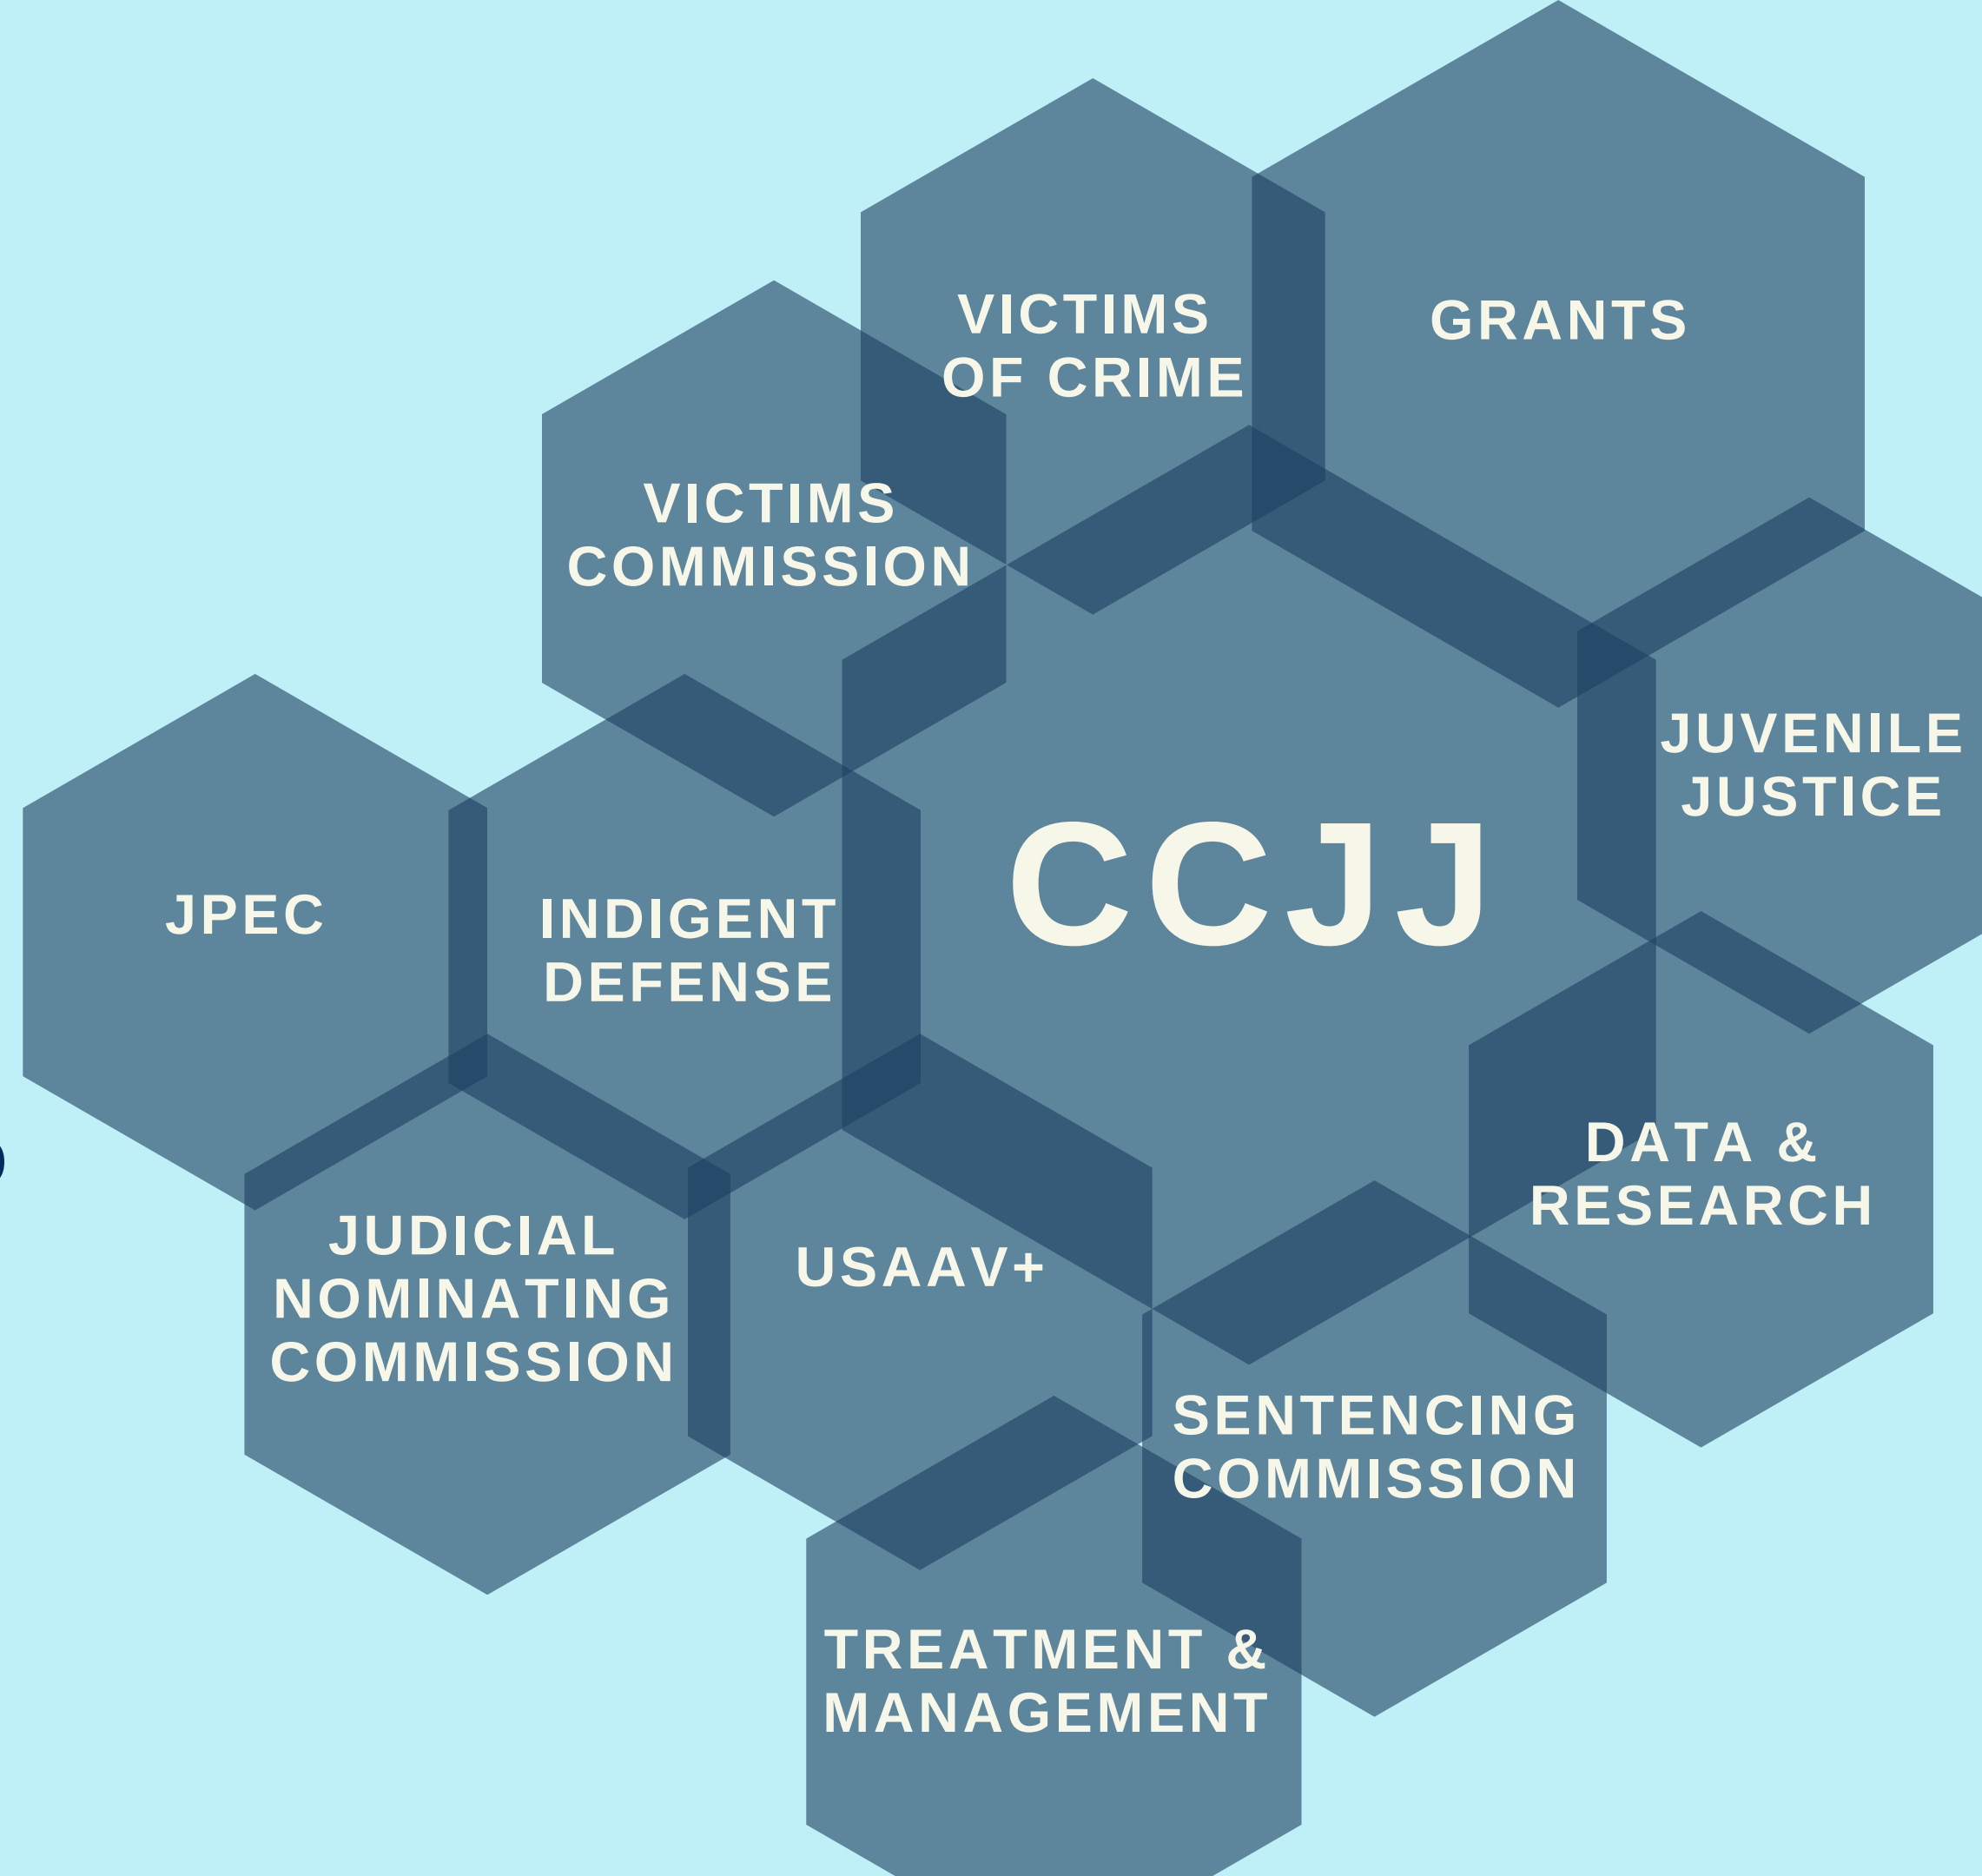 VICTIMS
OF CRIME
GRANTS
VICTIMS
COMMISSION
JUVENILE
JUSTICE
CCJJ
JPEC
INDIGENT
DEFENSE
DATA &
RESEARCH
JUDICIAL
NOMINATING
COMMISSION
USAAV+
SENTENCING
COMMISSION
TREATMENT &
MANAGEMENT